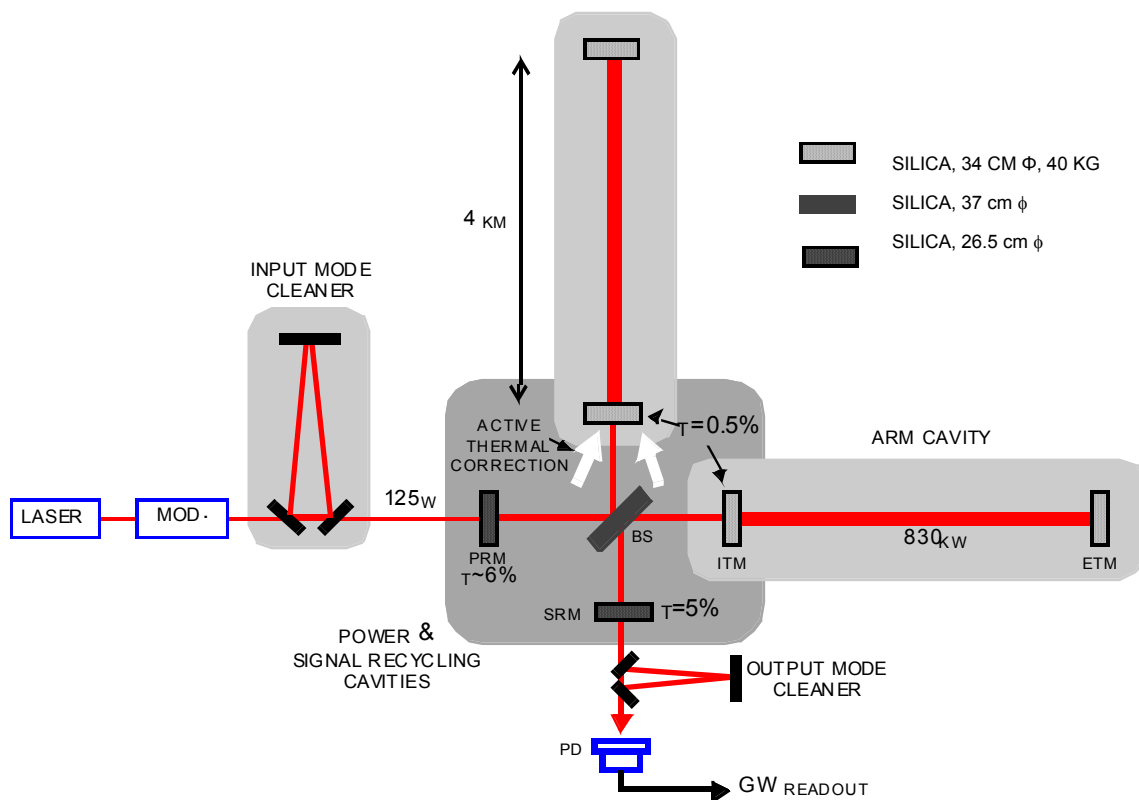 SILICA, 34 CM Φ, 40 KG
SILICA, 37 cm ϕ
SILICA, 26.5 cm ϕ
4 KM
INPUT MODE
CLEANER
ACTIVE
THERMAL
CORRECTION
T=0.5%
ARM CAVITY
LASER
MOD.
125W
PRM
T~6%
BS
ITM
830KW
ETM
SRM
T=5%
POWER &
SIGNAL RECYCLING
CAVITIES
OUTPUT MODE
CLEANER
PD
GW READOUT